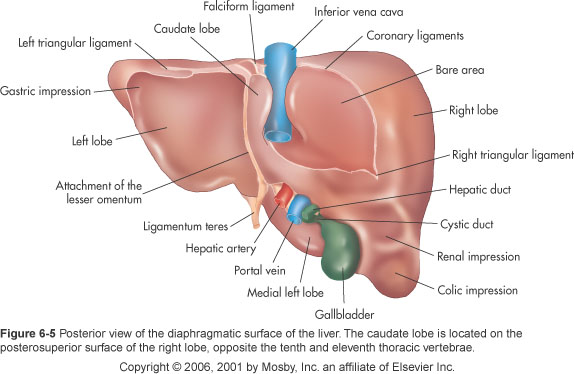 Falciform ligament
Inferior vena cava
Caudate lobe
Coronary ligaments
Left triangular ligament
Bare area
Gastric impression
Right lobe
Left lobe
Right triangular ligament
Attachment of the
lesser omentum
Hepatic duct
Ligamentum teres
Cystic duct
Hepatic artery
Renal impression
Portal vein
Medial left lobe
Colic impression
Gallbladder
Figure 6-5 Posterior view of the diaphragmatic surface of the liver. The caudate lobe is located on the
posterosuperior surface of the right lobe, opposite the tenth and eleventh thoracic vertebrae.
Copyright © 2006, 2001 by Mosby, Inc. an affiliate of Elsevier Inc.